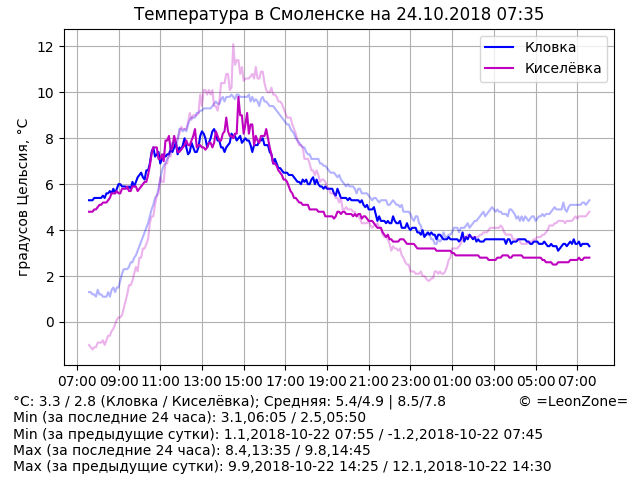 Температура в Смоленске на 24.10.2018 07:35
Кловка
Киселёвка
градусов Цельсия, °C
12
10
8
6
4
2
0
07:00 09:00 11:00 13:00 15:00 17:00 19:00 21:00 23:00 01:00 03:00 05:00 07:00
°C: 3.3 / 2.8 (Кловка / Киселёвка); Средняя: 5.4/4.9 | 8.5/7.8 © =LeonZone=
Min (за последние 24 часа): 3.1,06:05 / 2.5,05:50
Min (за предыдущие сутки): 1.1,2018-10-22 07:55 / -1.2,2018-10-22 07:45
Max (за последние 24 часа): 8.4,13:35 / 9.8,14:45
Max (за предыдущие сутки): 9.9,2018-10-22 14:25 / 12.1,2018-10-22 14:30